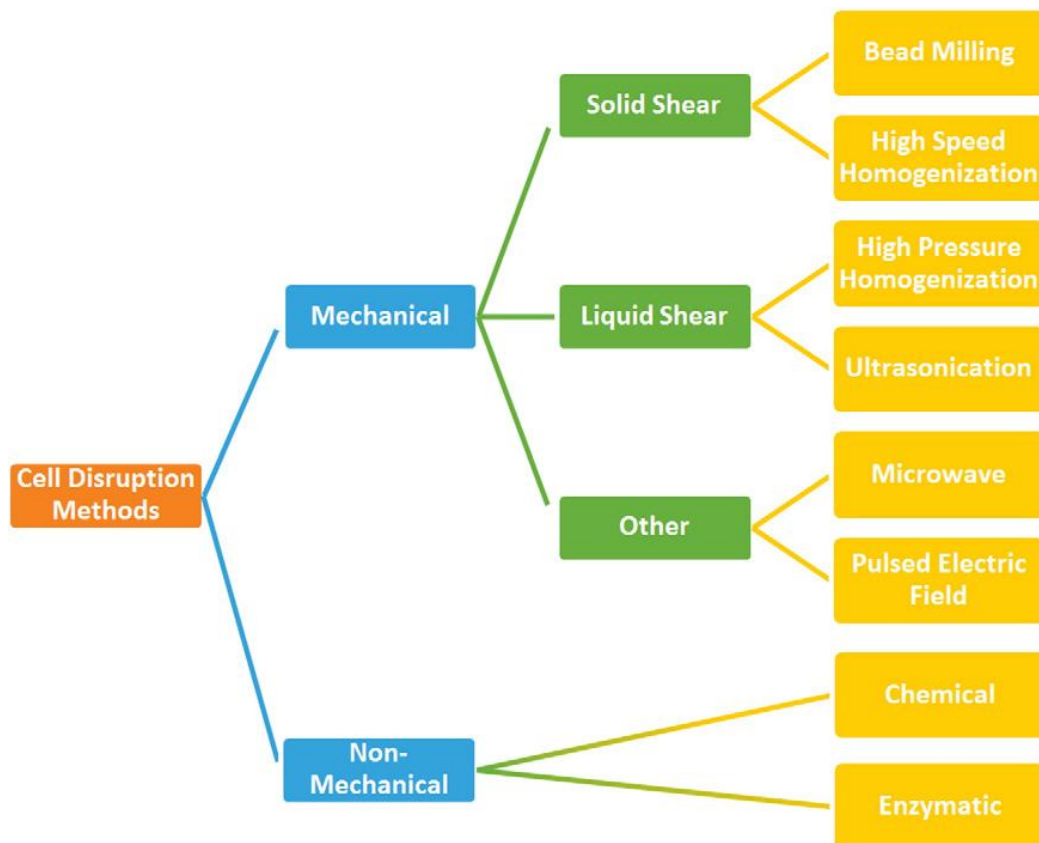 Cell Disruption
Methods
Mechanical
Non-
Mechanical
Solid Shear
Liquid Shear
Other
Bead Milling
High Speed
Homogenization
High Pressure
Homogenization
Ultrasonication
Microwave
Pulsed Electric
Field
Chemical
Enzymatic